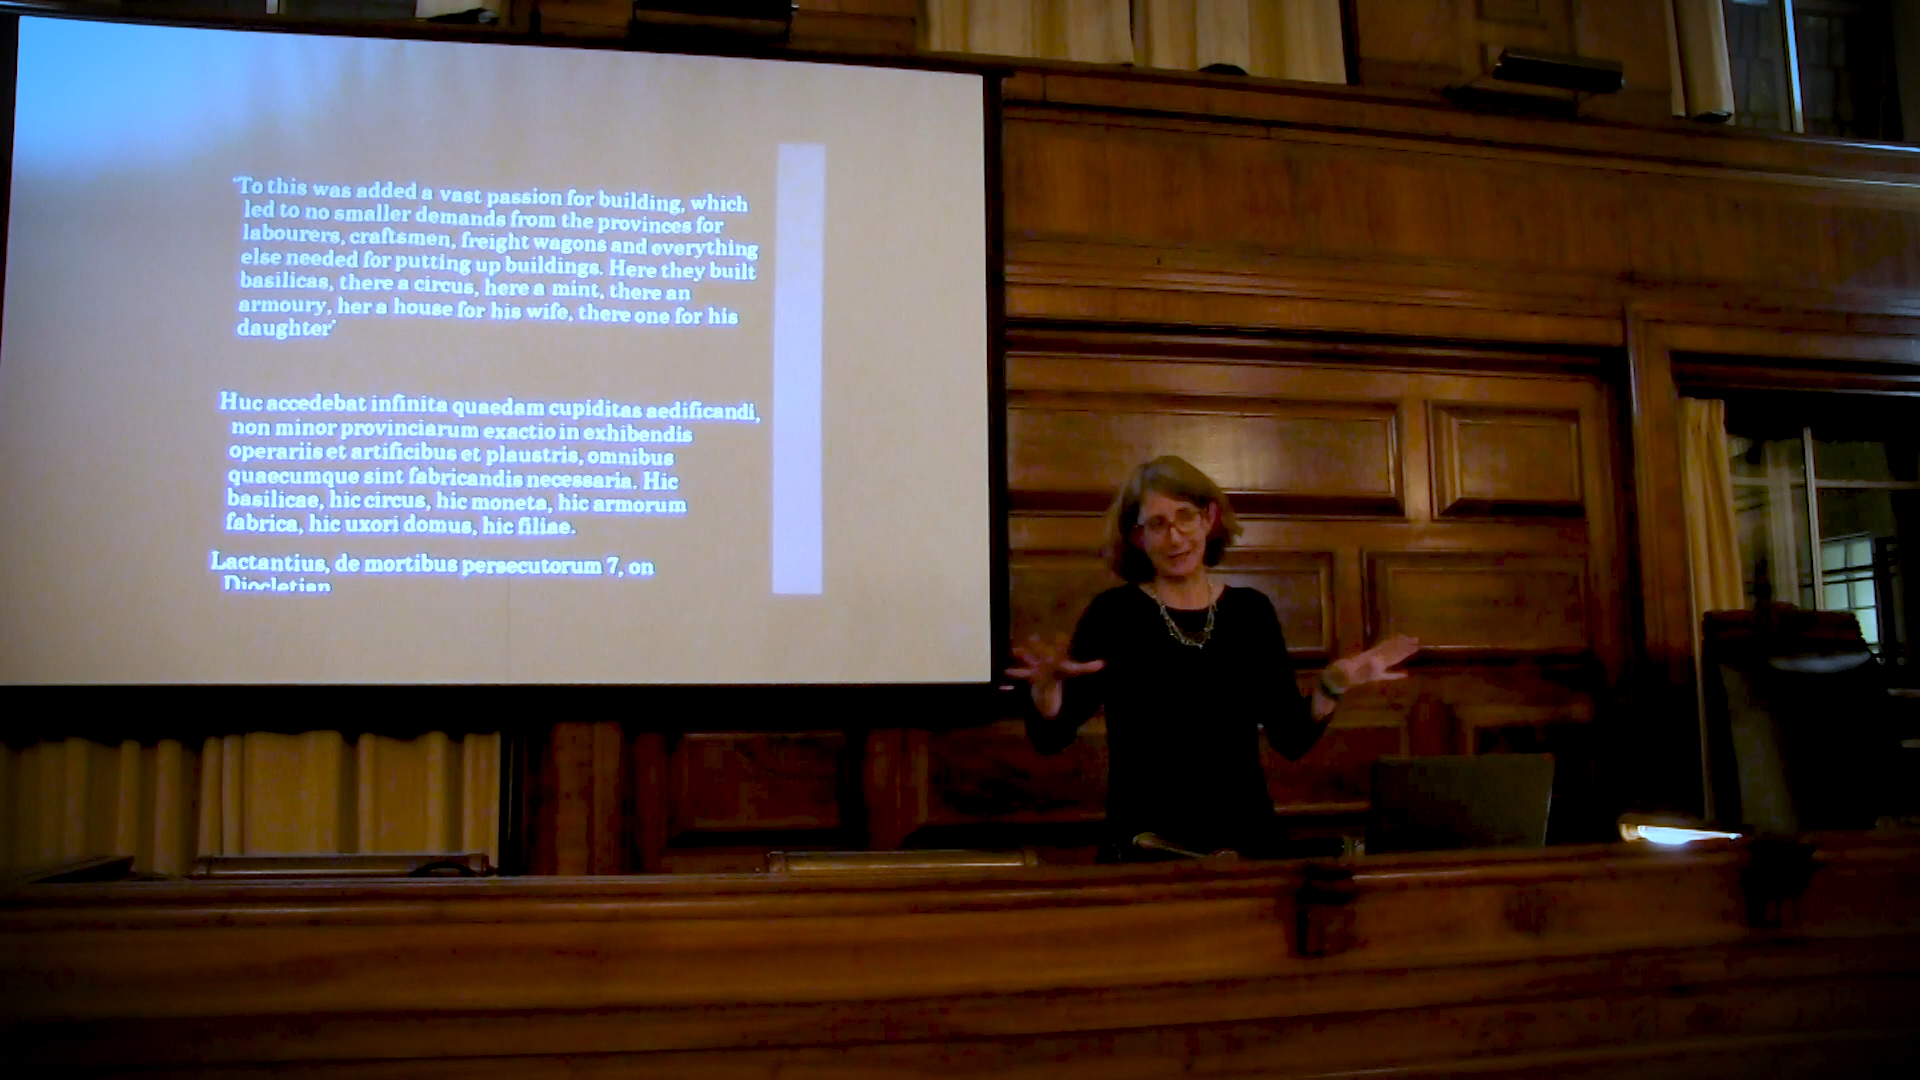 ‘To this was added a vast passion for building, which
led to no smaller demands from the provinces for
labourers, craftsmen, freight wagons and everything
else needed for putting up buildings. Here they built
basilicas, there a circus, here a mint, there an
armoury, her a house for his wife, there one for his
daughter’
Huc accedebat infinita quaedam cupiditas aedificandi,
non minor provinciarum exactio in exhibendis
operariis et artificibus et plaustris, omnibus
quaecumque sint fabricandis necessaria. Hic
basilicae, hic circus, hic moneta, hic armorum
fabrica, hic uxori domus, hic filiae.
Lactantius, de mortibus persecutorum 7, on
Diocletian